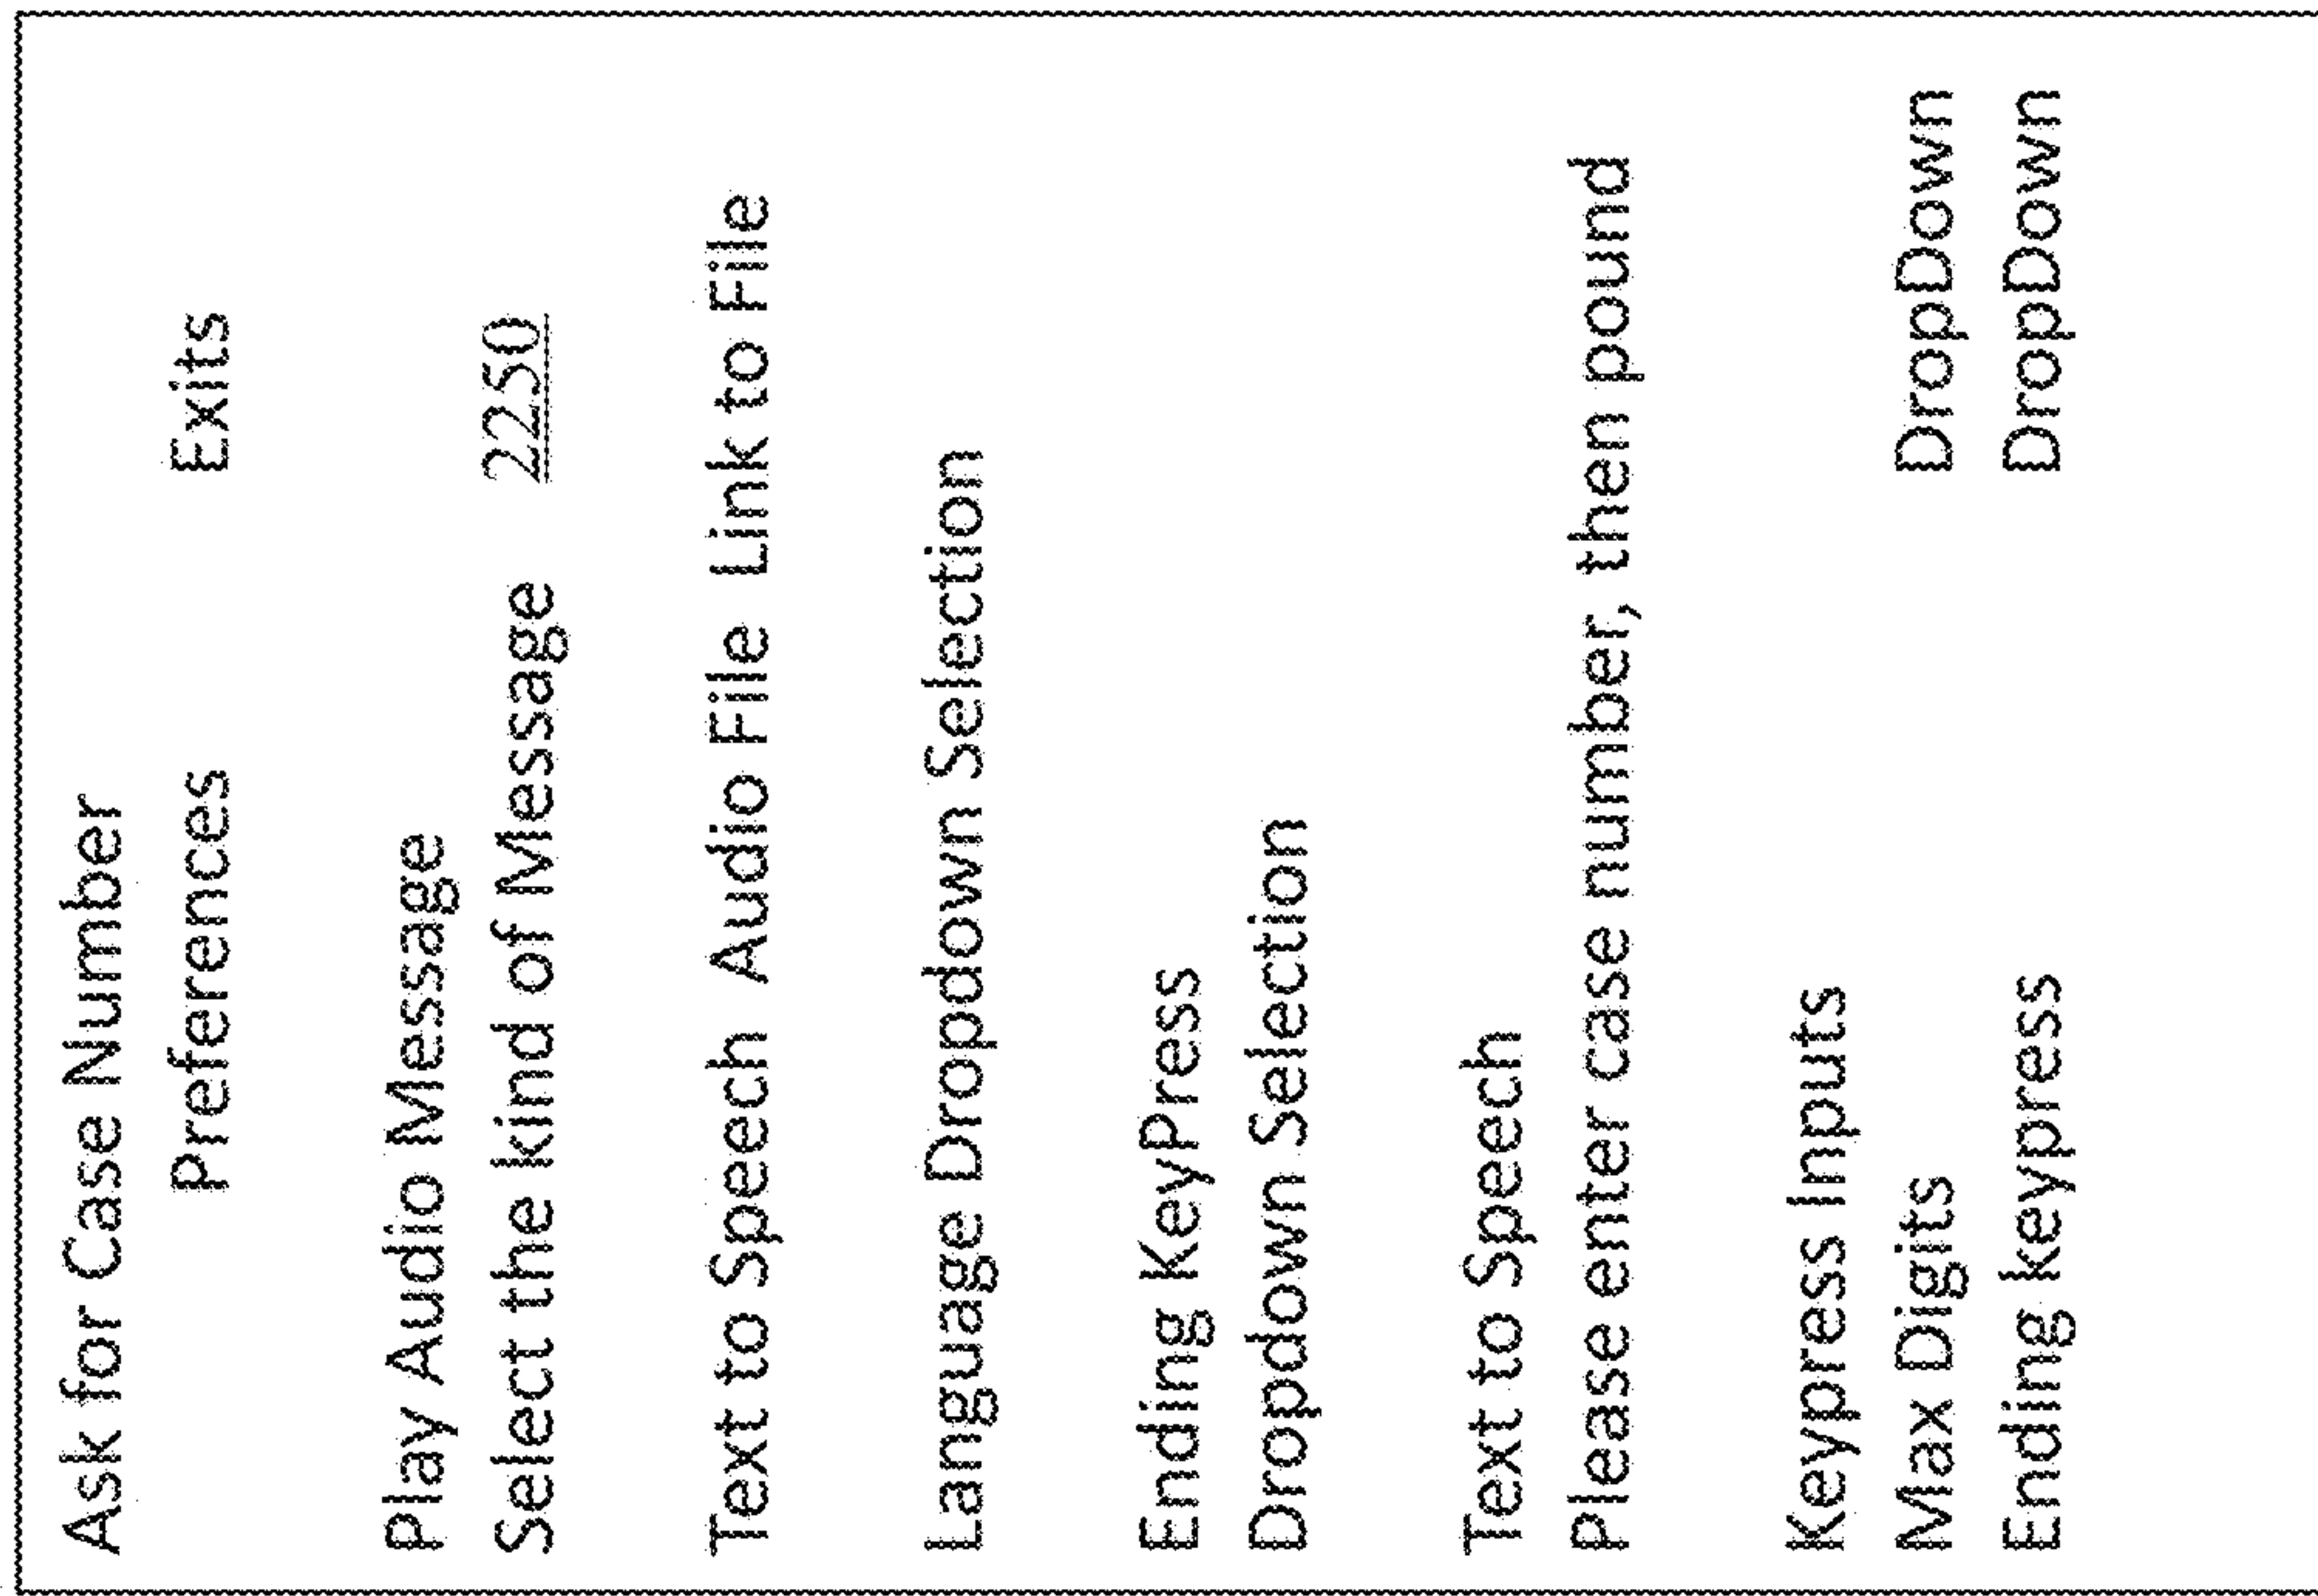 Ask for Case Number
Preferences Exits
Play Audio Message
Select the kind of Message 2250
Text to Speech Audio File Link to File
Language Dropdown Selection
Ending KeyPress
Dropdown Selection
Text to Speech
Please enter case number, then pound
Keypress Inputs
Max Digits DropDown
Ending keypress DropDown